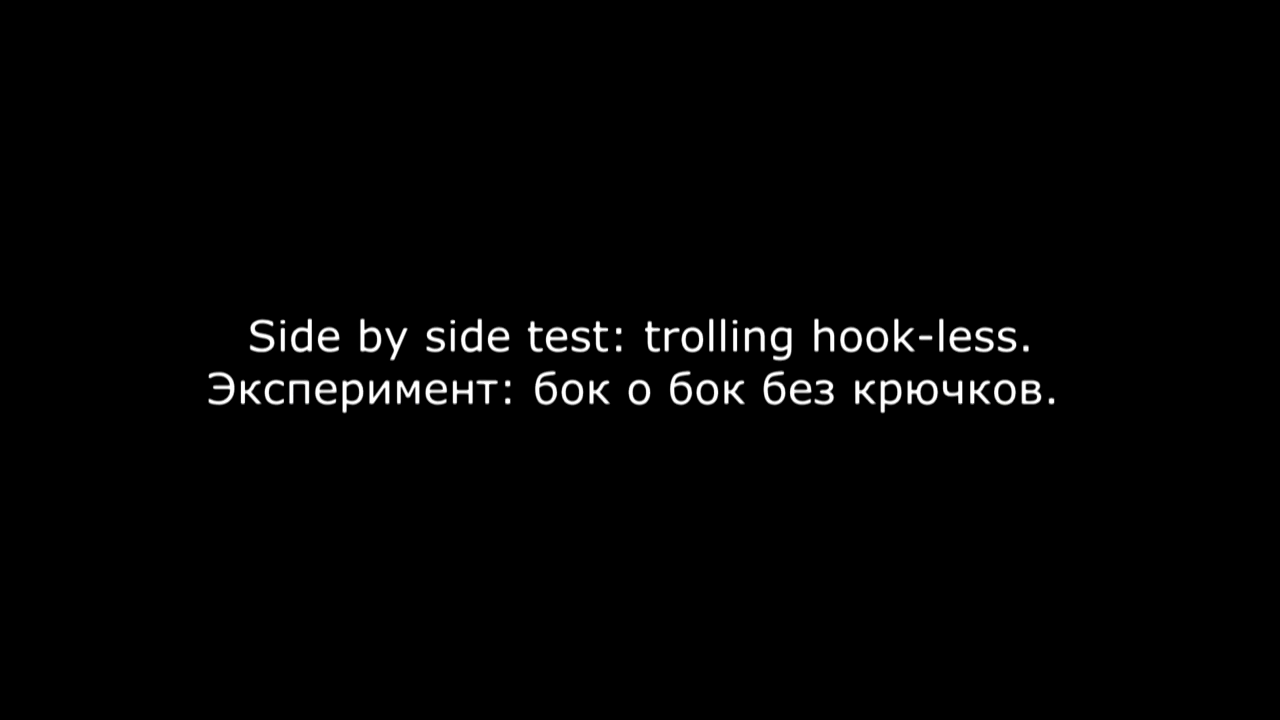 Side by side test: trolling hook-less.
Эксперимент: бок о бок без крючков.